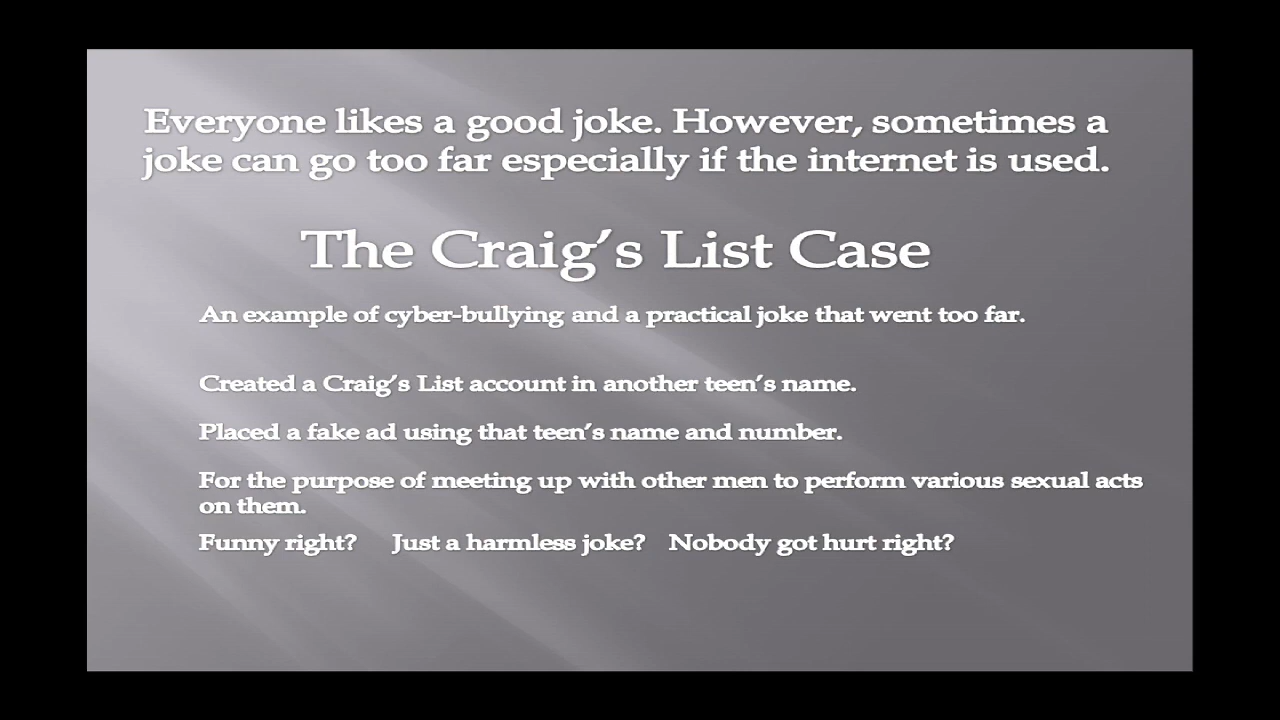 Everyone likes a good joke. However, sometimes a
joke can go too far especially if the internet is used.
The Craig's List Case
An example of cyber-bullying and a practical joke that went too far.
Created a Craig's List account in another teen's name.
Placed a fake ad using that teen's name and number.
For the purpose of meeting up with other men to perform various sexual acts
on them.
Funny right? Just a harmless joke? Nobody got hurt right?